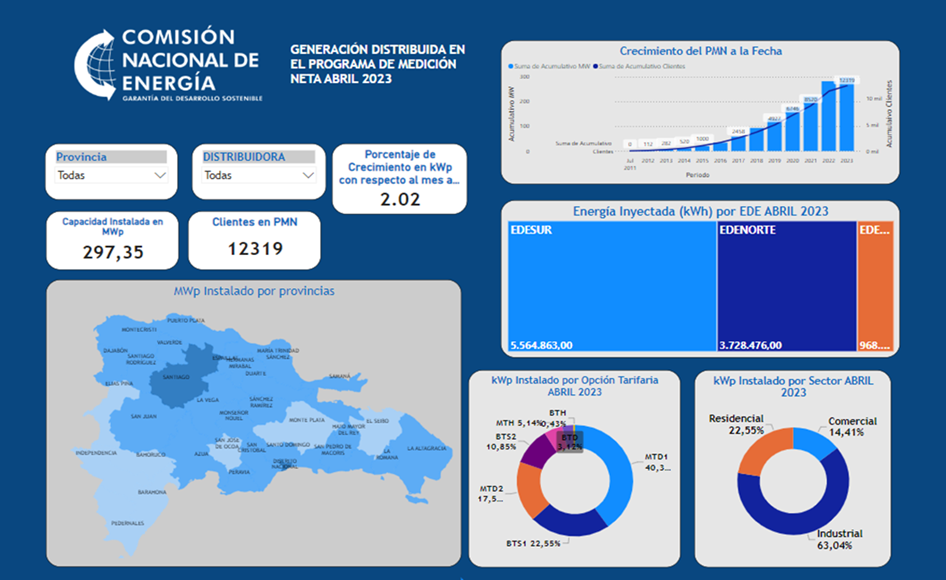 COMISIÓN
NACIONAL DE
ENERGÍA
GARANTÍA DEL DESARROLLO SOSTENIBLE
GENERACIÓN DISTRIBUIDA EN
EL PROGRAMA DE MEDICIÓN
NETA ABRIL 2023
Crecimiento del PMN a la Fecha
Suma de Acumulativo MW Suma de Acumulativo Clientes
300
200
100
0
Acumulativo MW
Suma de Acumulativo
Clientes
0 112 282 520 1000 2458 4927 6746 8520 12319
10 mil
5 mil
0 mil
Acumulaivo Clientes
Jul 2012 2013 2014 2015 2016 2017 2018 2019 2020 2021 2022 2023
2011
Periodo
Provincia
Todas
DISTRIBUIDORA
Todas
Porcentaje de
Crecimiento en kWp
con respecto al mes a...
2.02
Capacidad Instalada en
MWp
297,35
Clientes en PMN
12319
Energía Inyectada (kWh) por EDE ABRIL 2023
EDESUR
EDENORTE
EDE...
5.564.863,00
3.728.476,00
968....
MWp Instalado por provincias
PUERTO PLATA
MONTECRISTI
VALVERDE
DAJABÓN
SANTIAGO
RODRÍGUEZ
HERMANAS
MIRABAL
MARÍA TRINIDAD
SÁNCHEZ
DUARTE
SAMANÁ
ELÍAS PIÑA
SANTIAGO
LA VEGA
SÁNCHEZ
RAMÍREZ
SAN JUAN
MONSEÑOR
NOUEL
MONTE PLATA
HATO MAYOR
DEL REY
EL SEIBO
INDEPENDENCIA
BAHORUCO
AZUA
SAN JOSÉ
DE OCOA
SAN
CRISTOBAL
SANTO DOMINGO
SAN PEDRO DE
MACORIS
LA
ROMANA
LA ALTAGRACIA
PERAVIA
DISTRITO
NACIONAL
BARAHONA
PEDERNALES
kWp Instalado por Opción Tarifaria
ABRIL 2023
BTH
0,43%
MTH 5,14%
BTD
3,12%
BTS2
10,85%
MTD1
40,3...
MTD2
17,5...
BTS1 22,55%
kWp Instalado por Sector ABRIL
2023
Residencial
22,55%
Comercial
14,41%
Industrial
63,04%